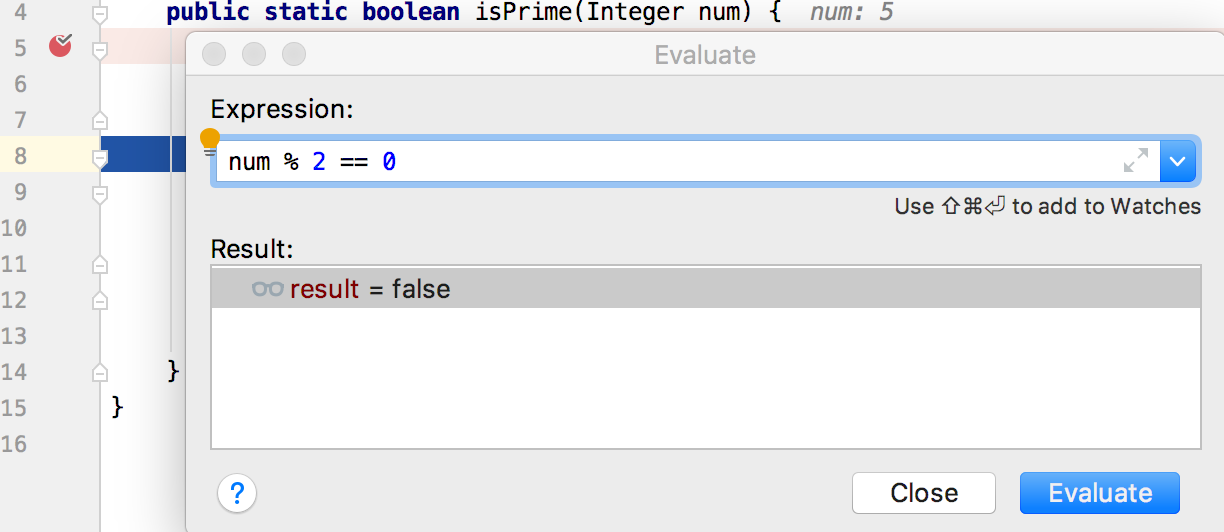 4 public static boolean isPrime(Integer num) { num: 5
5
Evaluate
6
Expression:
7
8
num % 2 == 0
9
Use ⇧⌘⏎ to add to Watches
10
Result:
11
result = false
12
13
14 }
15 }
16
?
Close
Evaluate